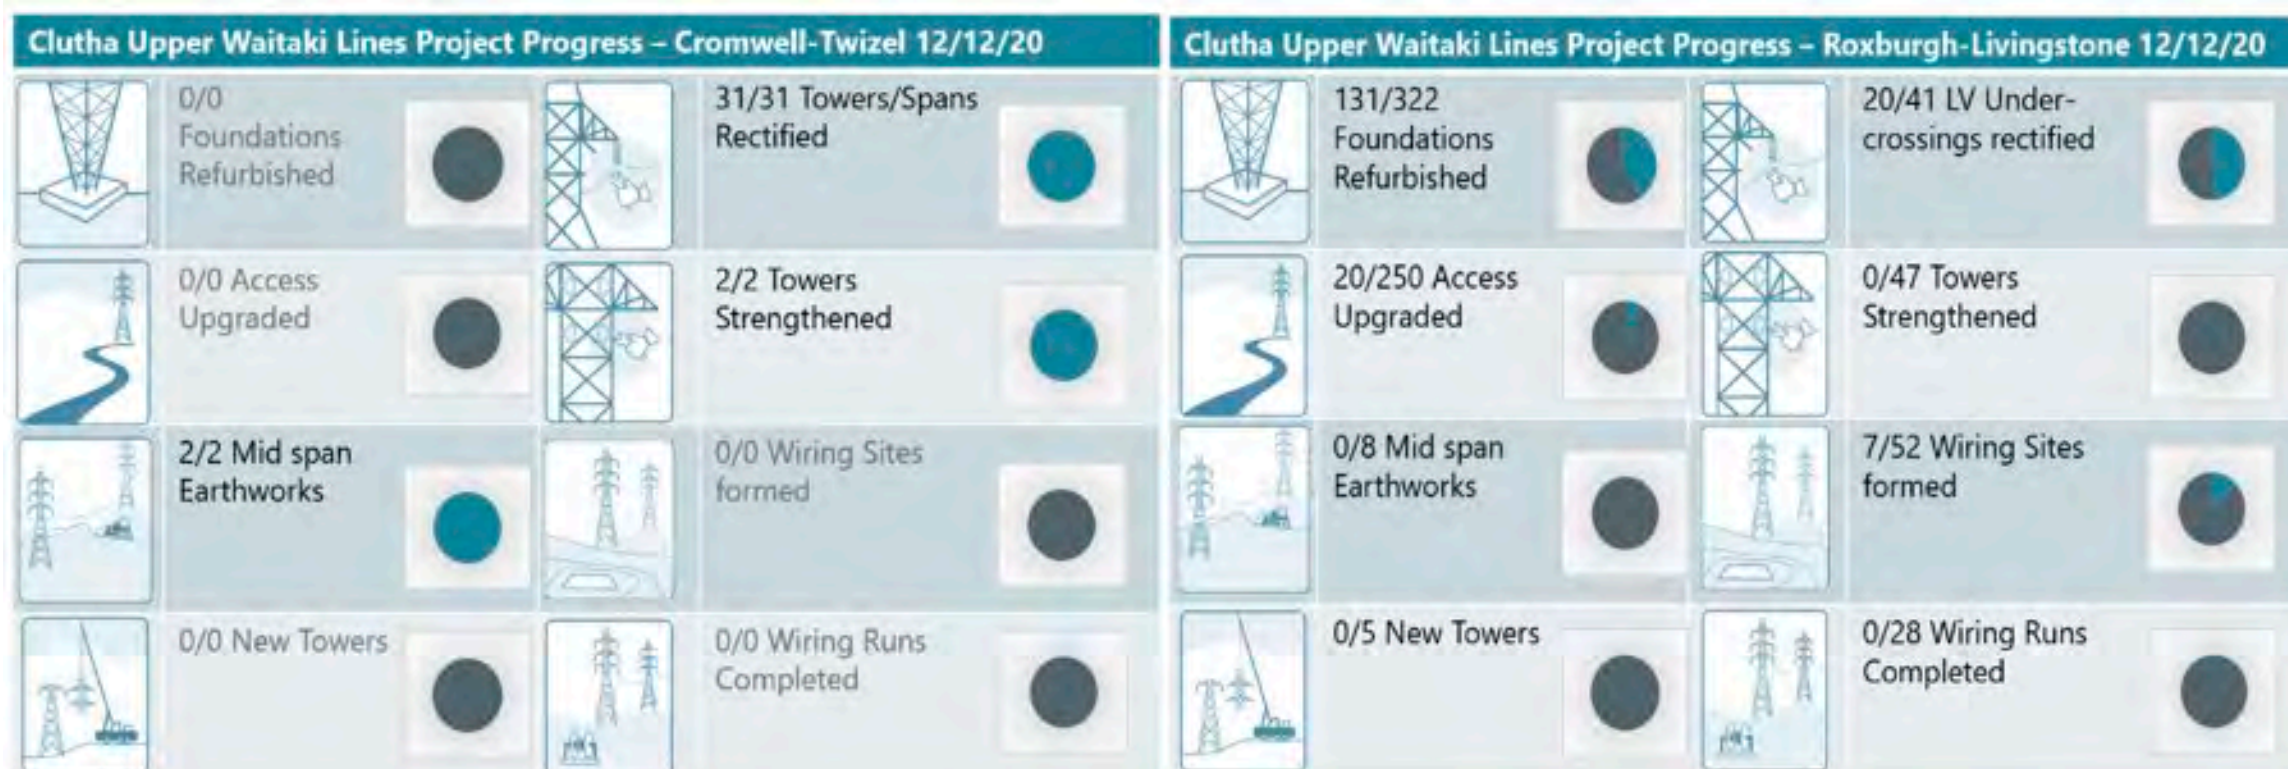 Clutha Upper Waitaki Lines Project Progress – Cromwell-Twizel 12/12/20
0/0
Foundations
Refurbished
31/31 Towers/Spans
Rectified
0/0 Access
Upgraded
2/2 Towers
Strengthened
2/2 Mid span
Earthworks
0/0 Wiring Sites
formed
0/0 New Towers
0/0 Wiring Runs
Completed
Clutha Upper Waitaki Lines Project Progress – Roxburgh-Livingstone 12/12/20
131/322
Foundations
Refurbished
20/41 LV Under-
crossings rectified
20/250 Access
Upgraded
0/47 Towers
Strengthened
0/8 Mid span
Earthworks
7/52 Wiring Sites
formed
0/5 New Towers
0/28 Wiring Runs
Completed